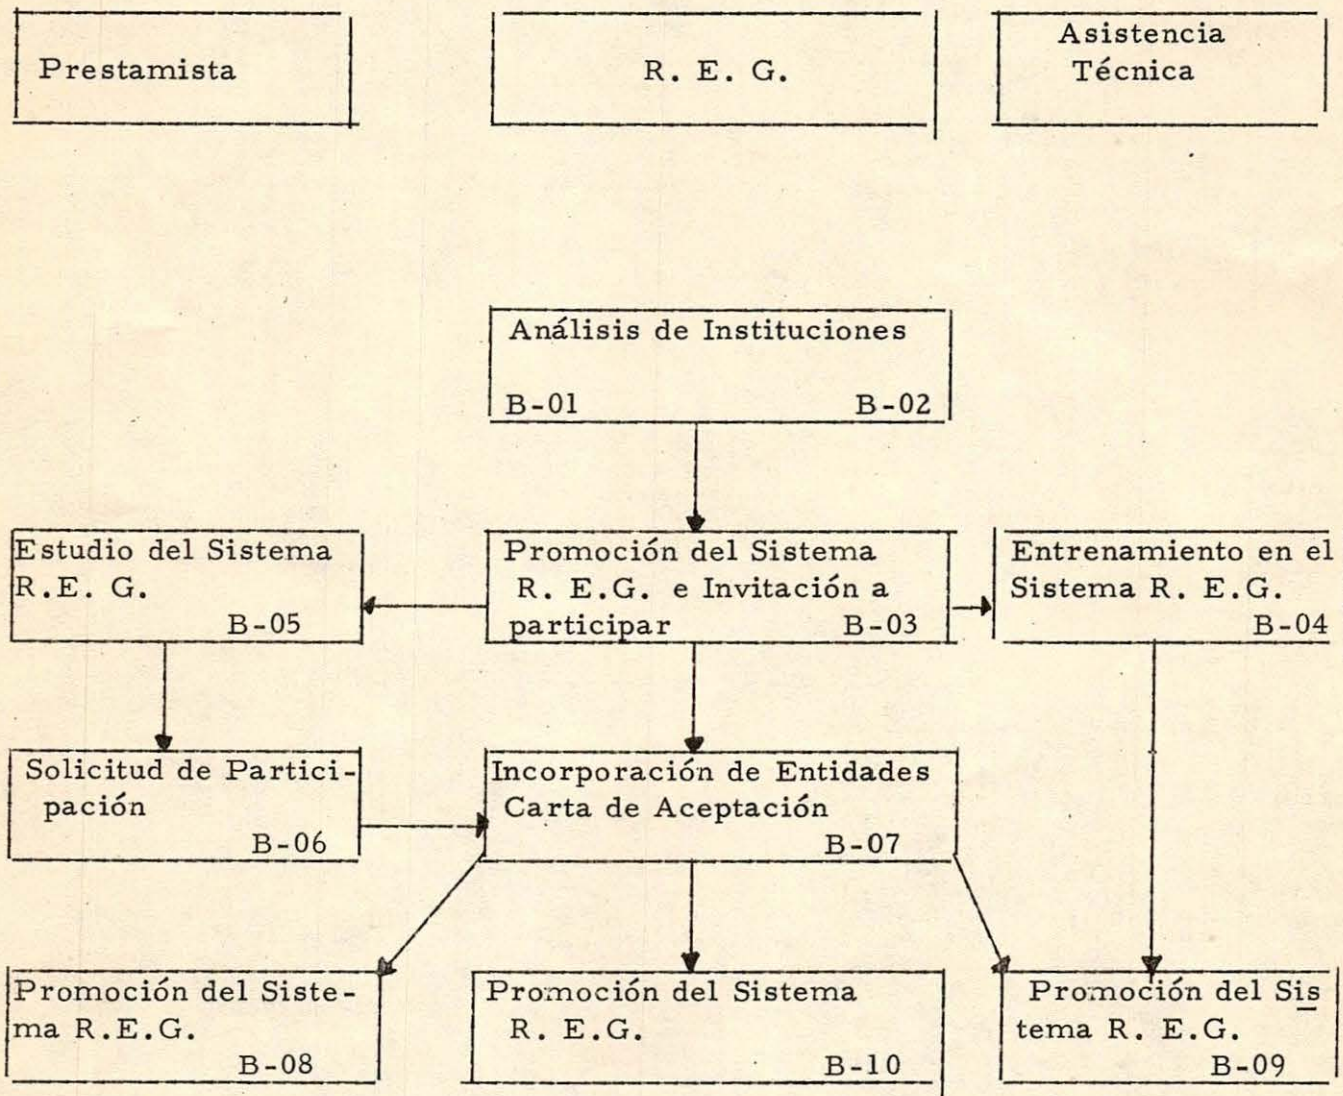 Prestamista
R. E. G.
Asistencia
Técnica
Análisis de Instituciones
B-01 B-02
Estudio del Sistema
R.E. G.
B-05
Promoción del Sistema
R. E.G. e Invitación a
participar B-03
Entrenamiento en el
Sistema R. E.G.
B-04
Solicitud de Partici-
pación
B-06
Incorporación de Entidades
Carta de Aceptación
B-07
Promoción del Siste-
ma R.E.G.
B-08
Promoción del Sistema
R. E.G.
B-10
Promoción del Sis
tema R. E.G.
B-09